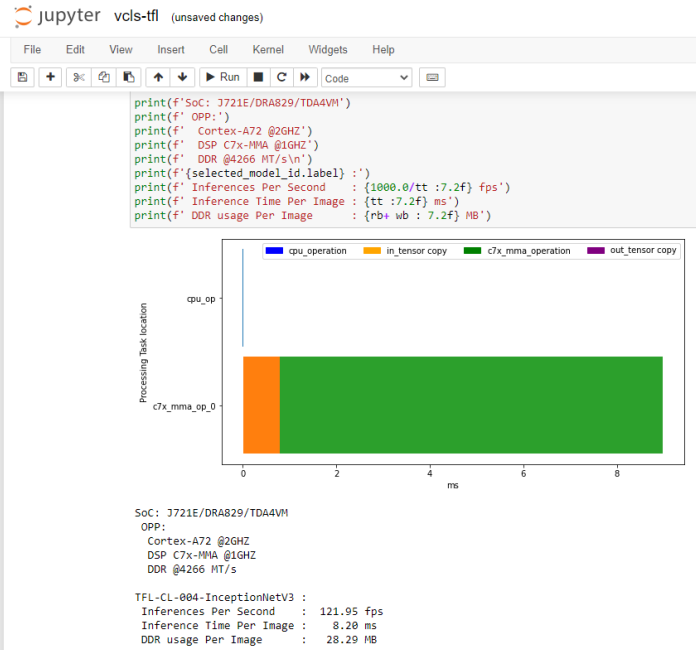 jupyter vcls-tfl (unsaved changes)
File Edit View Insert Cell Kernel Widgets Help
Run Code
print(f'SoC: J721E/DRA829/TDA4VM')
print(f' OPP:')
print(f'  Cortex-A72 @2GHZ')
print(f'  DSP C7x-MMA @1GHZ')
print(f'  DDR @4266 MT/s\n')
print(f'{selected_model_id.label} :')
print(f' Inferences Per Second    : {1000.0/tt :7.2f} fps')
print(f' Inference Time Per Image : {tt :7.2f} ms')
print(f' DDR usage Per Image      : {rb+ wb : 7.2f} MB')
cpu_operation in_tensor copy c7x_mma_operation out_tensor copy
Processing Task location
cpu_op
c7x_mma_op_0
0 2 4 6 8
ms
SoC: J721E/DRA829/TDA4VM
 OPP:
  Cortex-A72 @2GHZ
  DSP C7x-MMA @1GHZ
  DDR @4266 MT/s
TFL-CL-004-InceptionNetV3 :
 Inferences Per Second    :  121.95 fps
 Inference Time Per Image :    8.20 ms
 DDR usage Per Image      :   28.29 MB